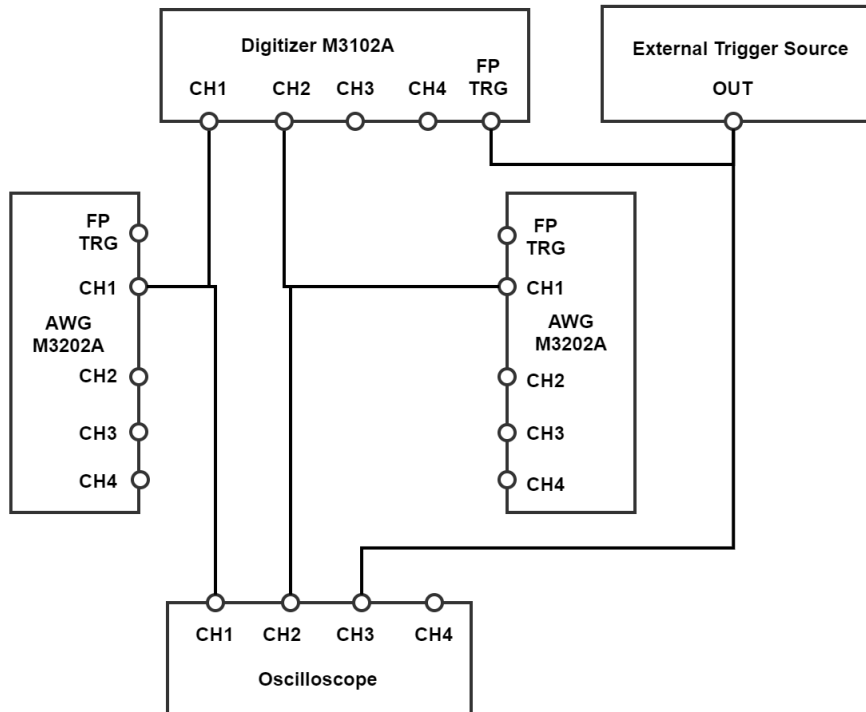 Digitizer M3102A
CH1
CH2
CH3
CH4
FP
TRG
External Trigger Source
OUT
FP
TRG
CH1
AWG
M3202A
CH2
CH3
CH4
FP
TRG
CH1
AWG
M3202A
CH2
CH3
CH4
CH1
CH2
CH3
CH4
Oscilloscope